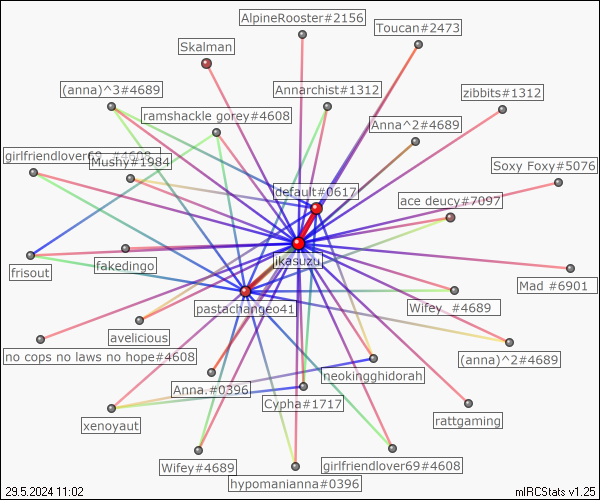 AlpineRooster#2156
Toucan#2473
Skalman
(anna)^3#4689
Annarchist#1312
zibbits#1312
ramshackle gorey#4608
Anna^2#4689
girlfriendlover69_#4608
Mushy#1984
Soxy Foxy#5076
default#0617
ace deucy#7097
ikasuzu
frisout
fakedingo
Mad #6901
pastachangeo41
Wifey_ #4689
avelicious
no cops no laws no hope#4608
(anna)^2#4689
neokingghidorah
Anna.#0396
Cypha#1717
xenoyaut
rattgaming
Wifey#4689
girlfriendlover69#4608
hypomanianna#0396
29.5.2024 11:02
mIRCStats v1.25